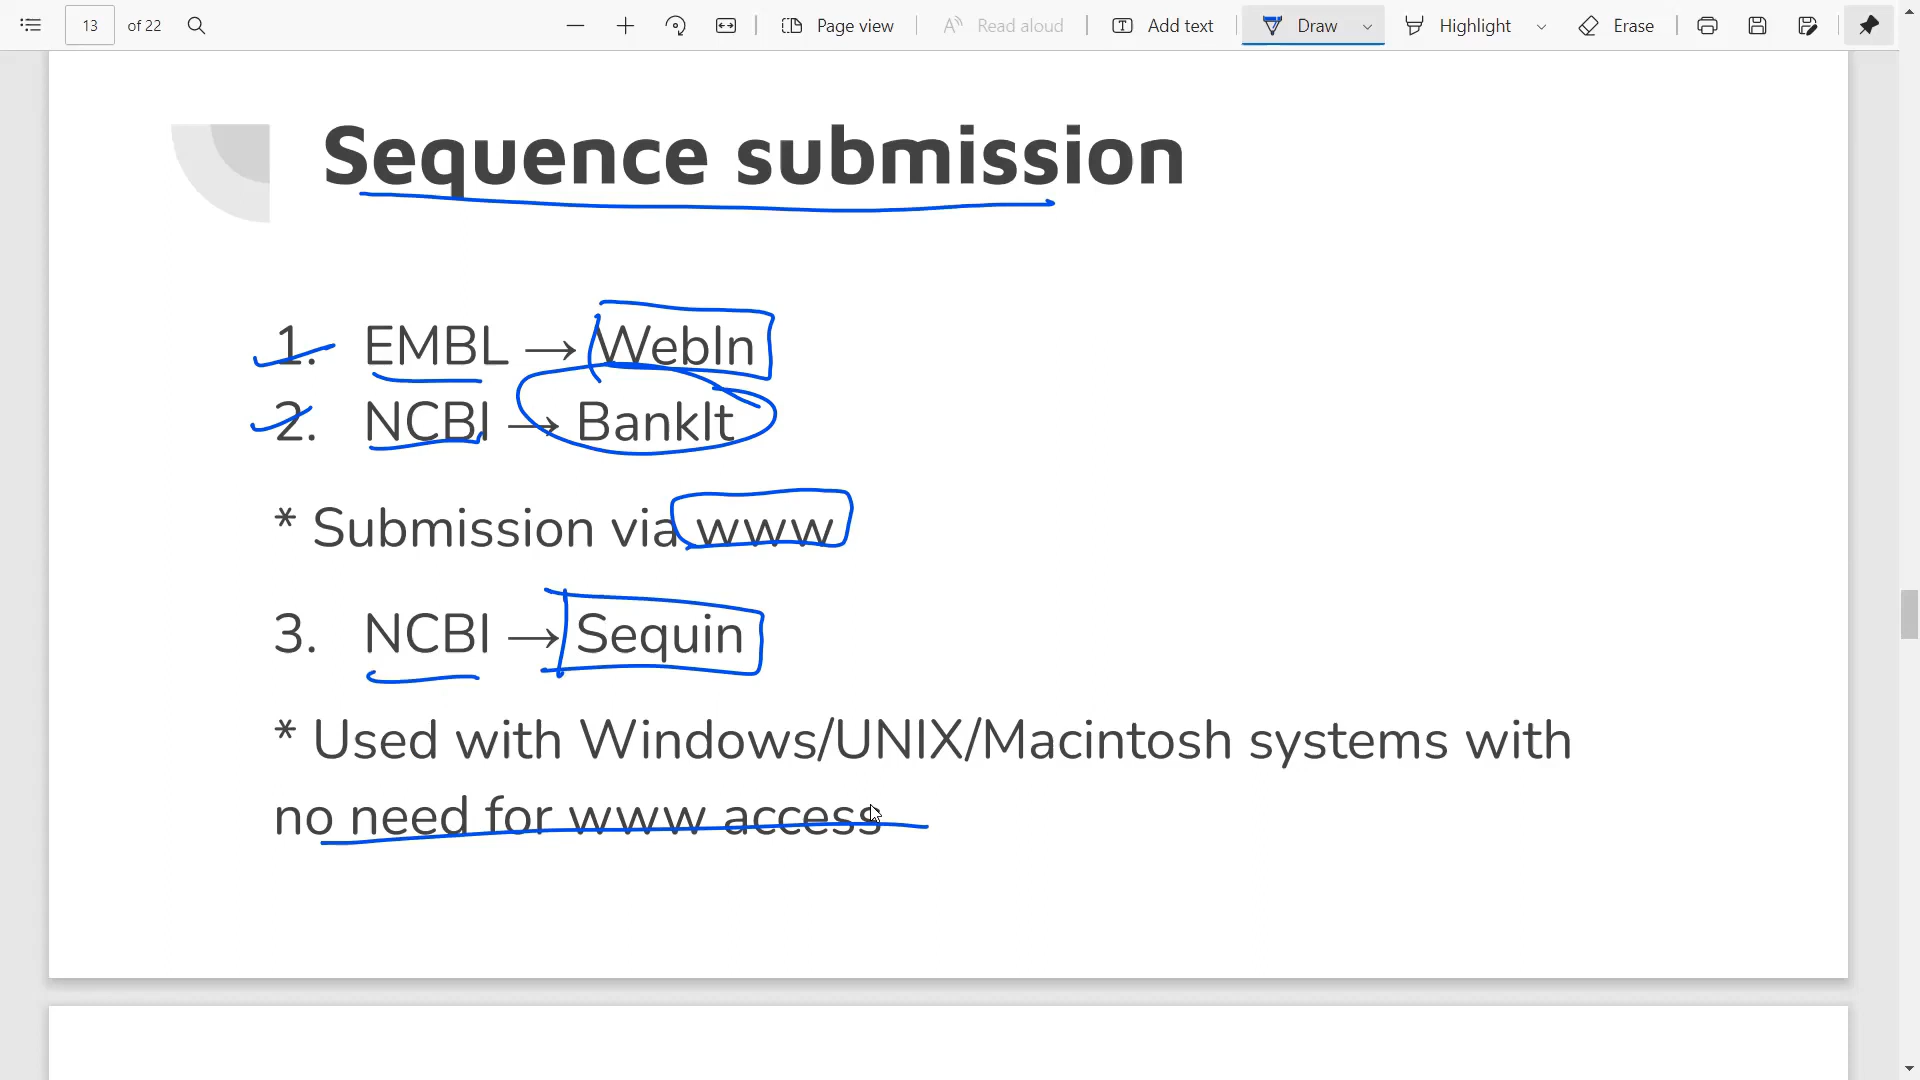 13 of 22 Page view Read aloud Add text Draw Highlight Erase
Sequence submission
1. EMBL → WebIn
2. NCBI → BankIt
* Submission via www
3. NCBI → Sequin
* Used with Windows/UNIX/Macintosh systems with
no need for www access